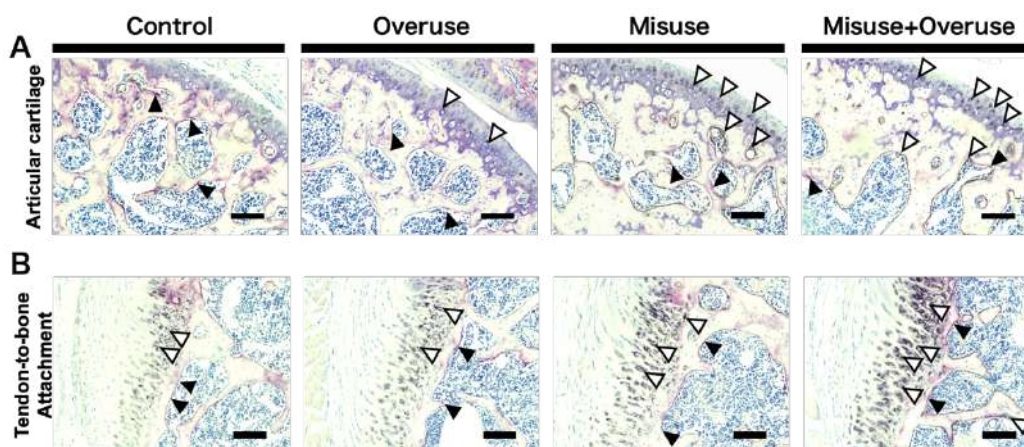 Control Overuse Misuse Misuse+Overuse
A
Articular cartilage
B
Tendon-to-bone
Attachment